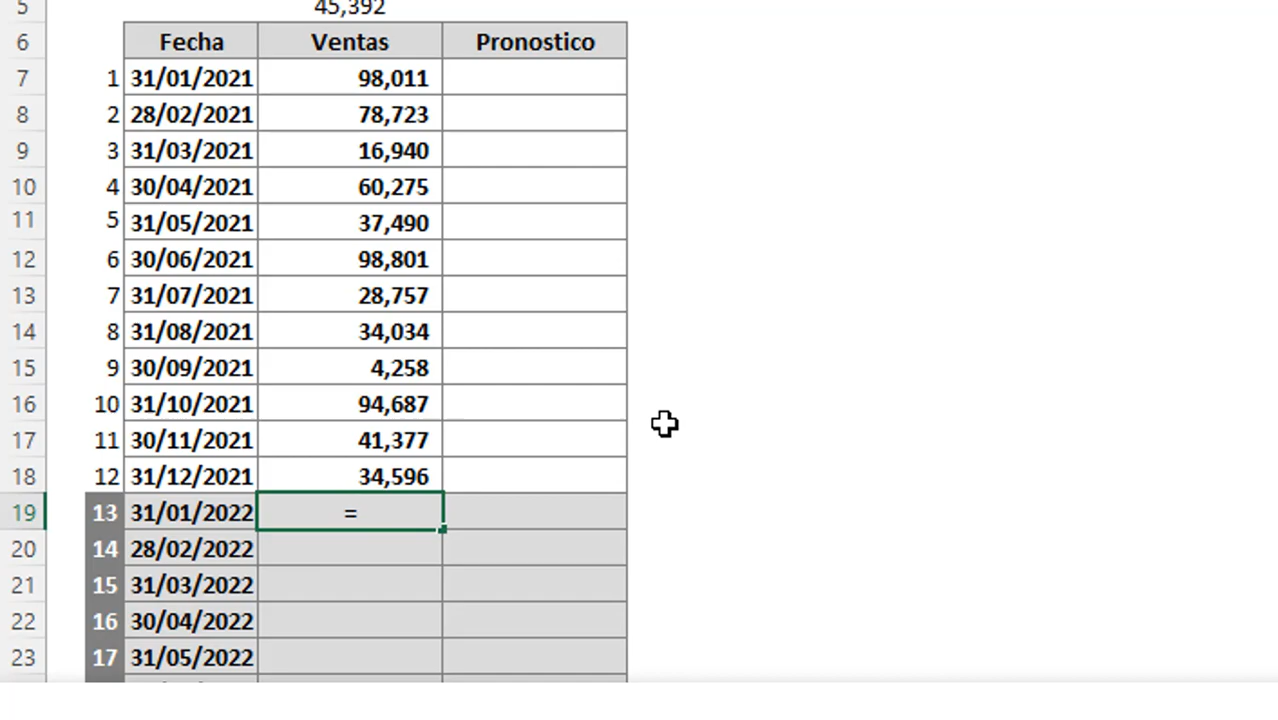 5 45,392
6 Fecha Ventas Pronostico
7 1 31/01/2021 98,011
8 2 28/02/2021 78,723
9 3 31/03/2021 16,940
10 4 30/04/2021 60,275
11 5 31/05/2021 37,490
12 6 30/06/2021 98,801
13 7 31/07/2021 28,757
14 8 31/08/2021 34,034
15 9 30/09/2021 4,258
16 10 31/10/2021 94,687
17 11 30/11/2021 41,377
18 12 31/12/2021 34,596
19 13 31/01/2022 =
20 14 28/02/2022
21 15 31/03/2022
22 16 30/04/2022
23 17 31/05/2022